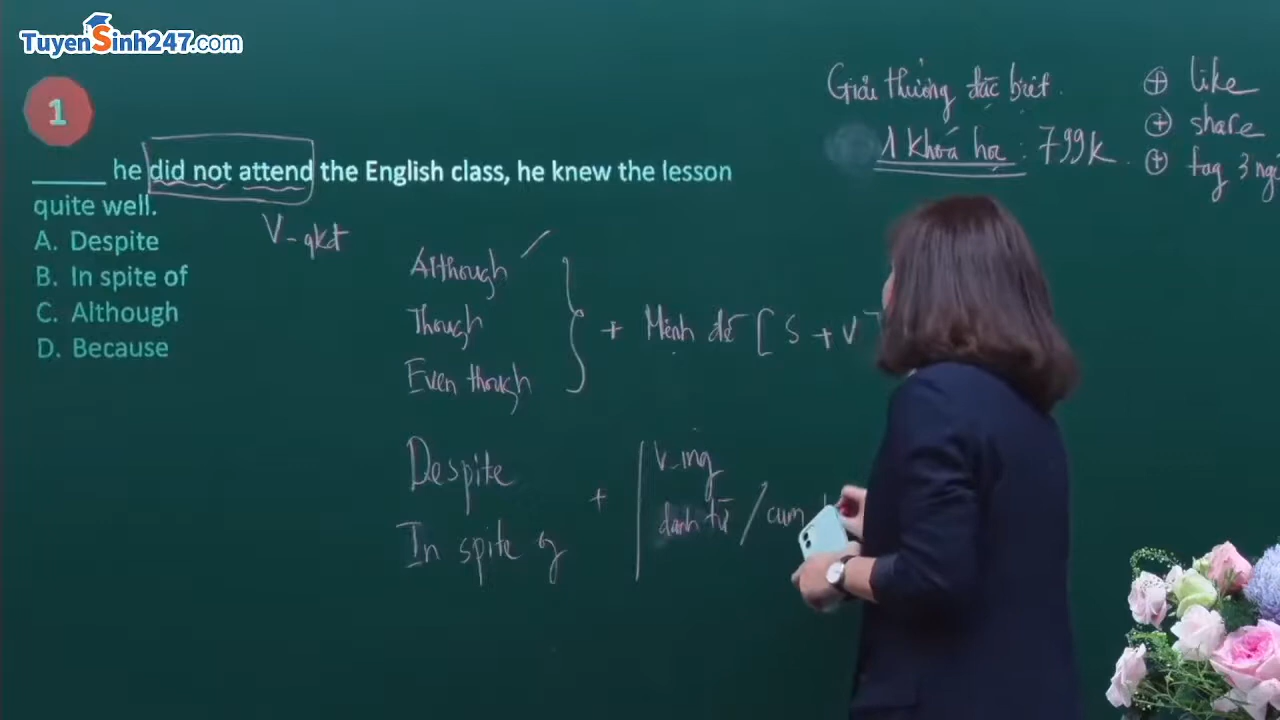 TuyenSinh247.com
1
_____ he did not attend the English class, he knew the lesson
quite well.
A. Despite
B. In spite of
C. Although
D. Because
V-qkđ
Giải thưởng đặc biệt.
1 khoá học: 799k.
+ like
+ share
+ tag 3
Although
Though
Even though
+ Mệnh đề [S + V
Despite
In spite of
+
V-ing
danh từ / cụm